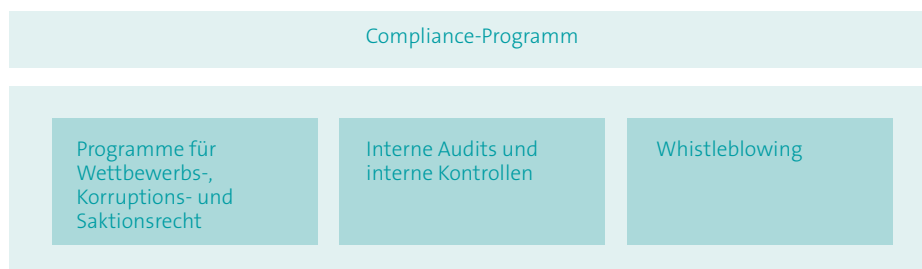 Compliance-Programm
Programme für
Wettbewerbs-,
Korruptions- und
Saktionsrecht
Interne Audits und
interne Kontrollen
Whistleblowing